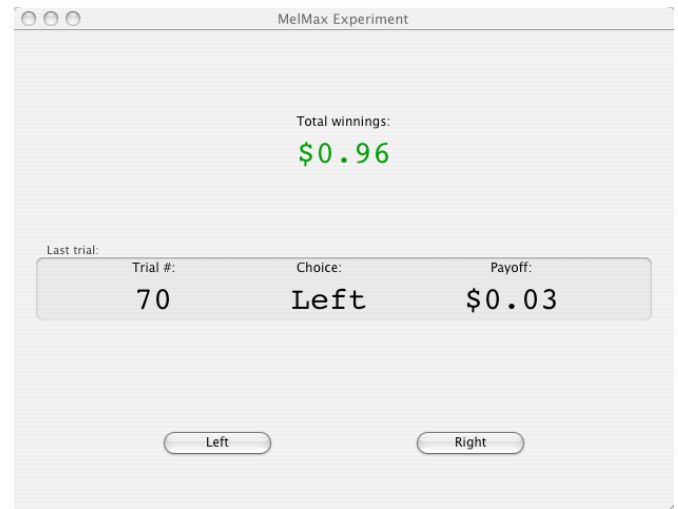 MelMax Experiment
Total winnings:
$0.96
Last trial:
Trial #: Choice: Payoff:
70 Left $0.03
Left Right